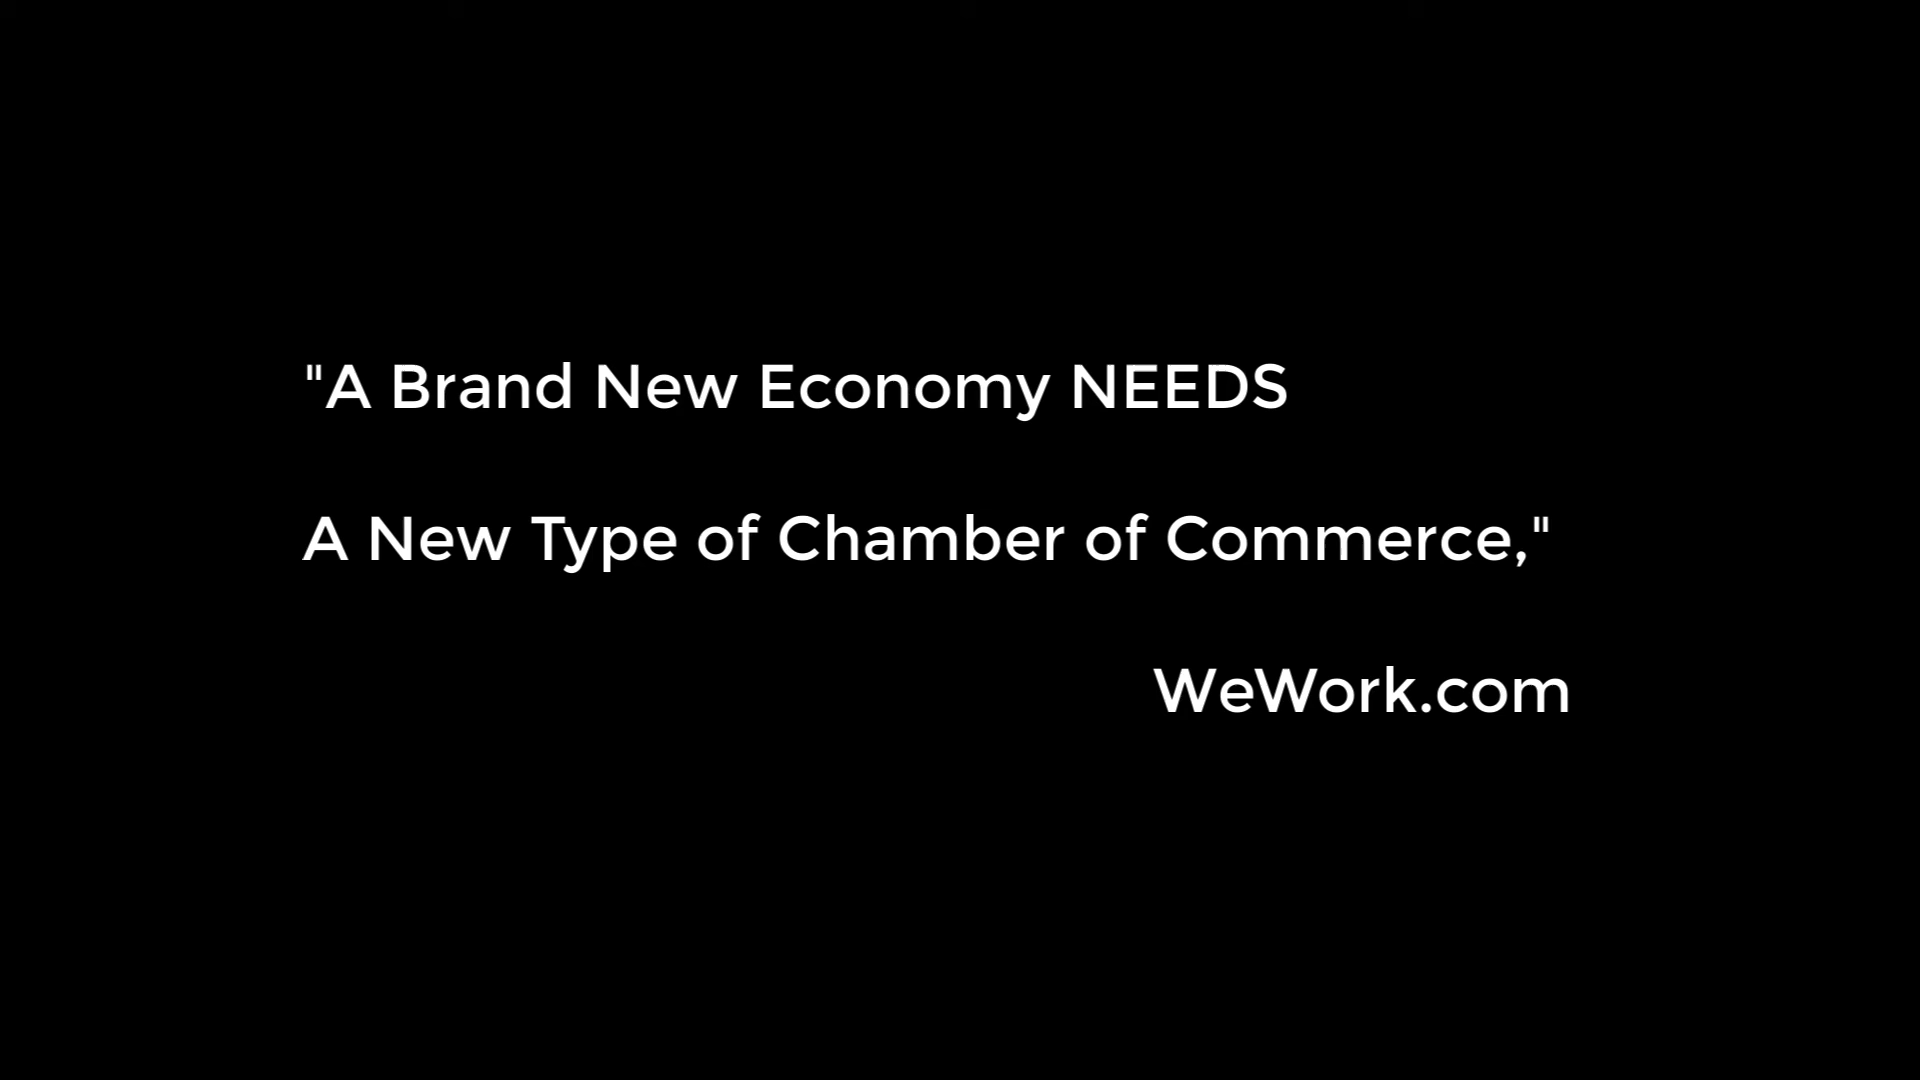 "A Brand New Economy NEEDS
A New Type of Chamber of Commerce,"
WeWork.com